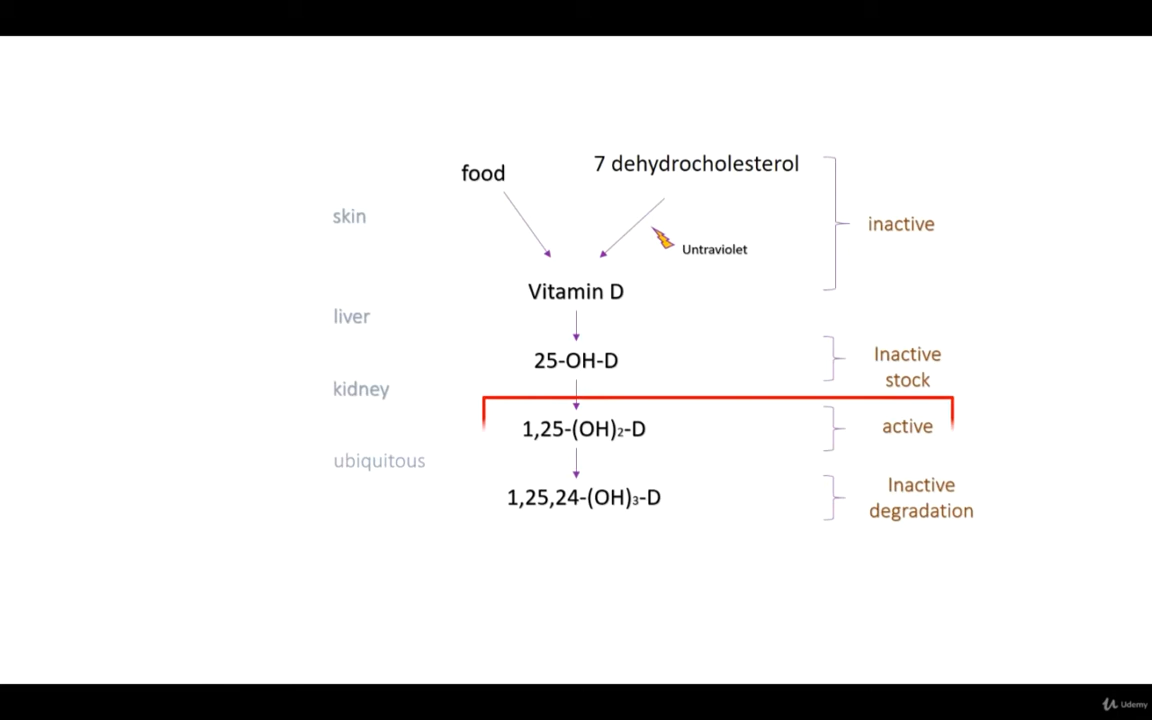 food
7 dehydrocholesterol
skin
inactive
Untraviolet
Vitamin D
liver
25-OH-D
Inactive
stock
kidney
1,25-(OH)2-D
active
ubiquitous
1,25,24-(OH)3-D
Inactive
degradation
Udemy